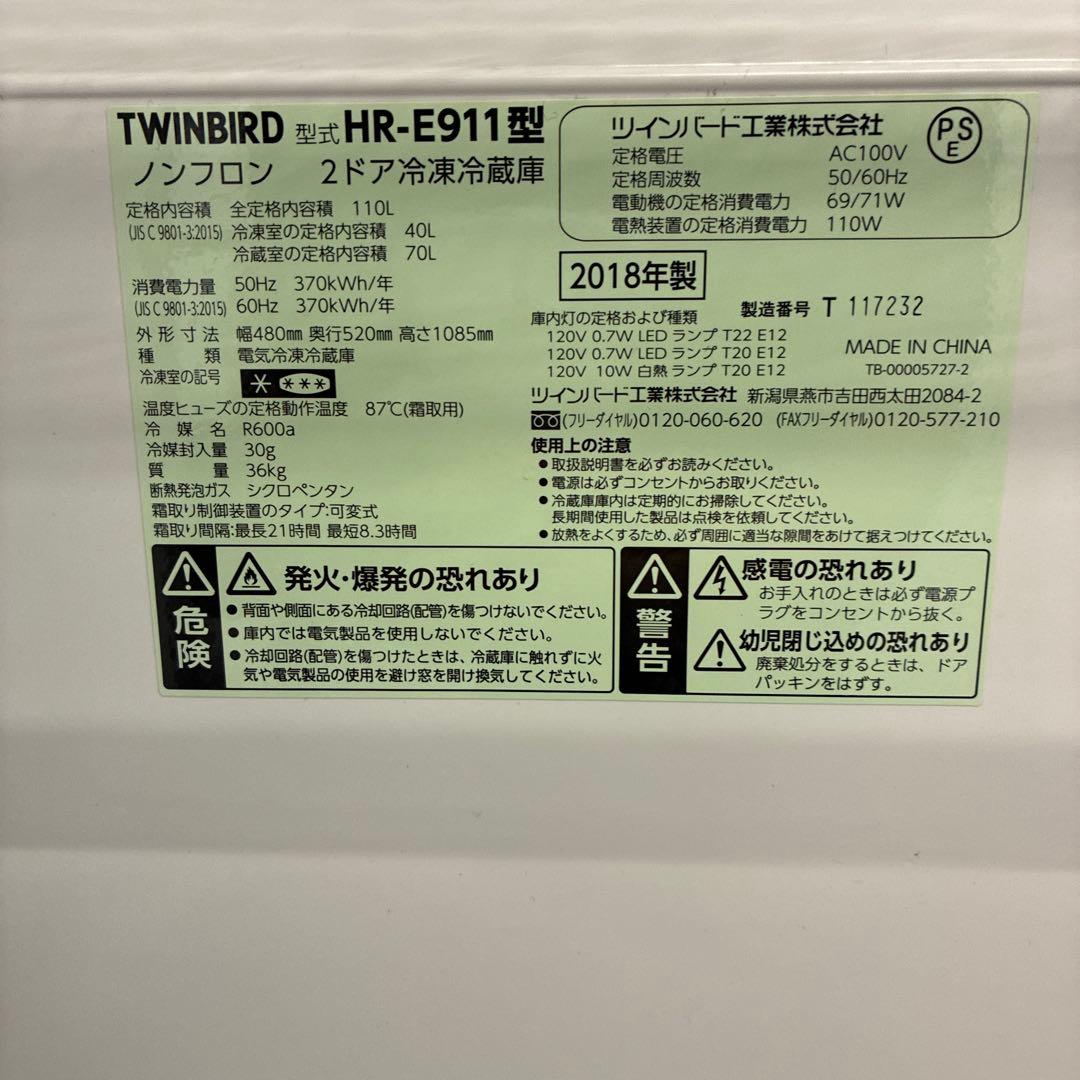 TWINBIRD 型式 HR-E911型
ノンフロン 2ドア冷凍冷蔵庫
定格内容積 全定格内容積 110L
(JIS C 9801-3:2015) 冷凍室の定格内容積 40L
冷蔵室の定格内容積 70L
消費電力量 50Hz 370kWh/年
(JIS C 9801-3:2015) 60Hz 370kWh/年
外形寸法 幅480mm 奥行520mm 高さ1085mm
種類 電気冷凍冷蔵庫
冷凍室の記号 * ***
温度ヒューズの定格動作温度 87℃(霜取用)
冷媒名 R600a
冷媒封入量 30g
質量 36kg
断熱発泡ガス シクロペンタン
霜取り制御装置のタイプ:可変式
霜取り間隔:最長21時間 最短8.3時間
ツインバード工業株式会社
PSE
定格電圧 AC100V
定格周波数 50/60Hz
電動機の定格消費電力 69/71W
電熱装置の定格消費電力 110W
2018年製
製造番号 T 117232
庫内灯の定格および種類
120V 0.7W LED ランプ T22 E12
120V 0.7W LED ランプ T20 E12
120V 10W 白熱 ランプ T20 E12
MADE IN CHINA
TB-00005727-2
ツインバード工業株式会社 新潟県燕市吉田西太田2084-2
(フリーダイヤル)0120-060-620 (FAXフリーダイヤル)0120-577-210
使用上の注意
●取扱説明書を必ずお読みください。
●電源は必ずコンセントからお取りください。
●冷蔵庫庫内は定期的にお掃除してください。
長期間使用した製品は点検を依頼してください。
●放熱をよくするため、必ず周囲に適当な隙間をあけて据えつけてください。
危険
発火・爆発の恐れあり
●背面や側面にある冷却回路(配管)を傷つけないでください。
●庫内では電気製品を使用しないでください。
●冷却回路(配管)を傷つけたときは、冷蔵庫に触れずに火
気や電気製品の使用を避け窓を開け換気してください。
警告
感電の恐れあり
お手入れのときは必ず電源プ
ラグをコンセントから抜く。
幼児閉じ込めの恐れあり
廃棄処分をするときは、ドア
パッキンをはずす。